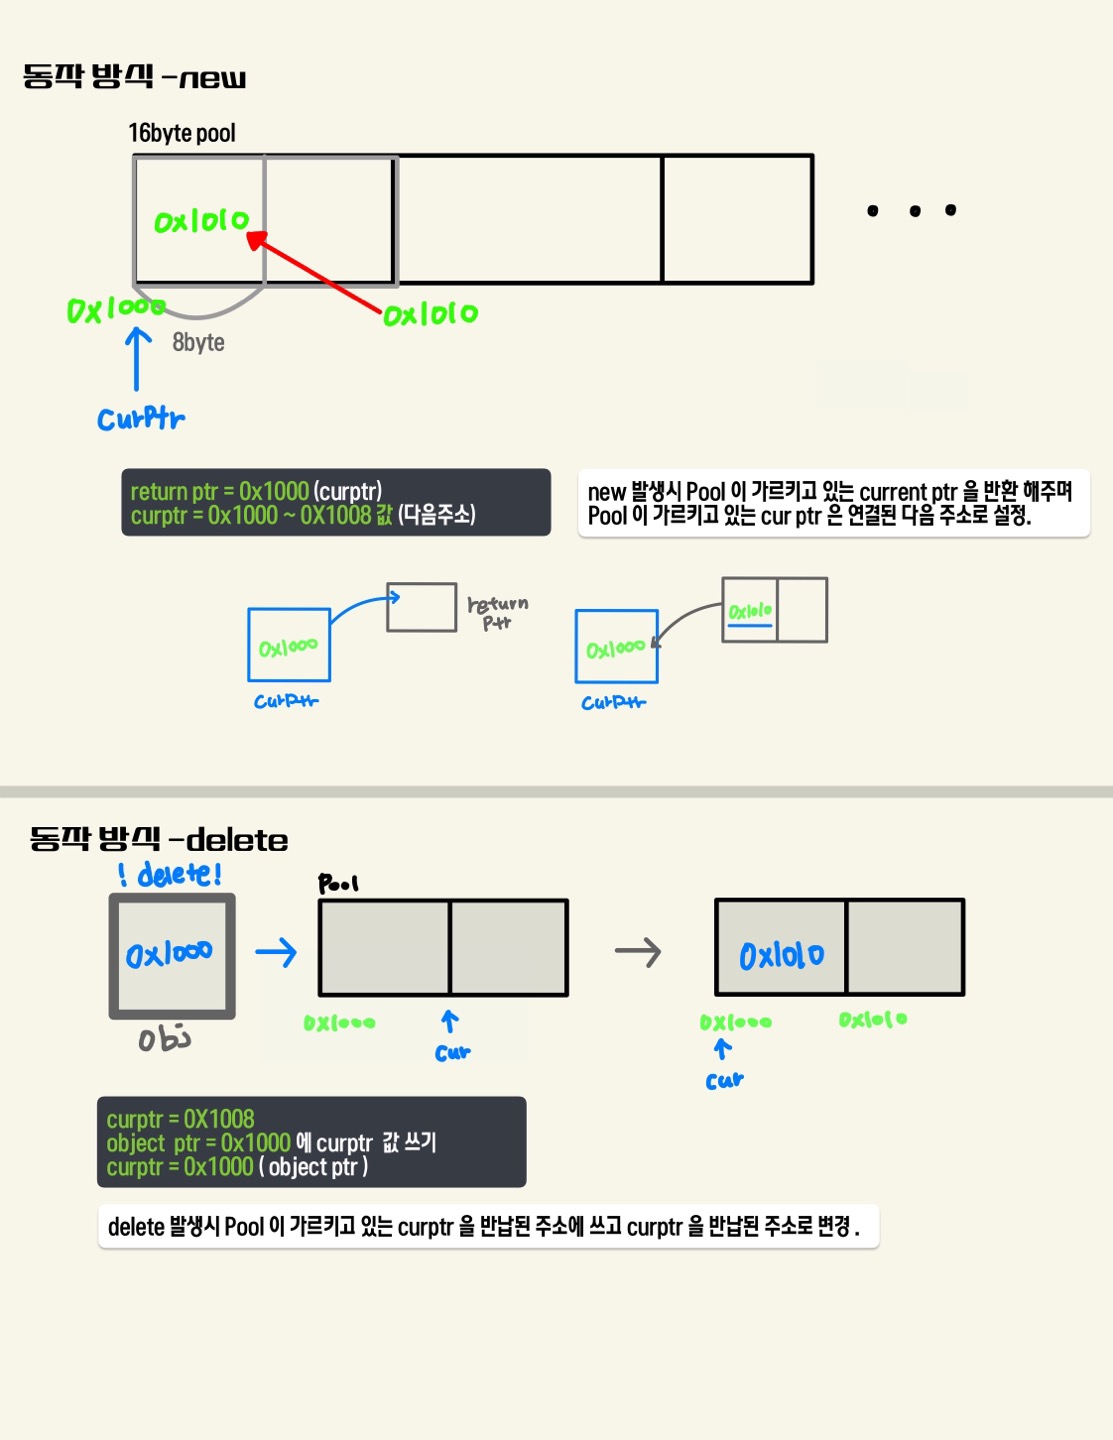 동작 방식 -new
16byte pool
0x1010
0x1000
0x1010
8byte
CurPtr
return ptr = 0x1000 (curptr)
curptr = 0x1000 ~ 0X1008 값 (다음주소)
new 발생시 Pool 이 가르키고 있는 current ptr 을 반환 해주며
Pool 이 가르키고 있는 cur ptr 은 연결된 다음 주소로 설정.
0x1000
return
Ptr
CurPtr
0x1000
0x1010
CurPtr
동작 방식 -delete
! delete!
0x1000
Obj
Pool
0x1000
Cur
0x1010
0x1000
0x1010
Cur
curptr = 0X1008
object ptr = 0x1000 에 curptr 값 쓰기
curptr = 0x1000 ( object ptr )
delete 발생시 Pool 이 가르키고 있는 curptr 을 반납된 주소에 쓰고 curptr 을 반납된 주소로 변경 .